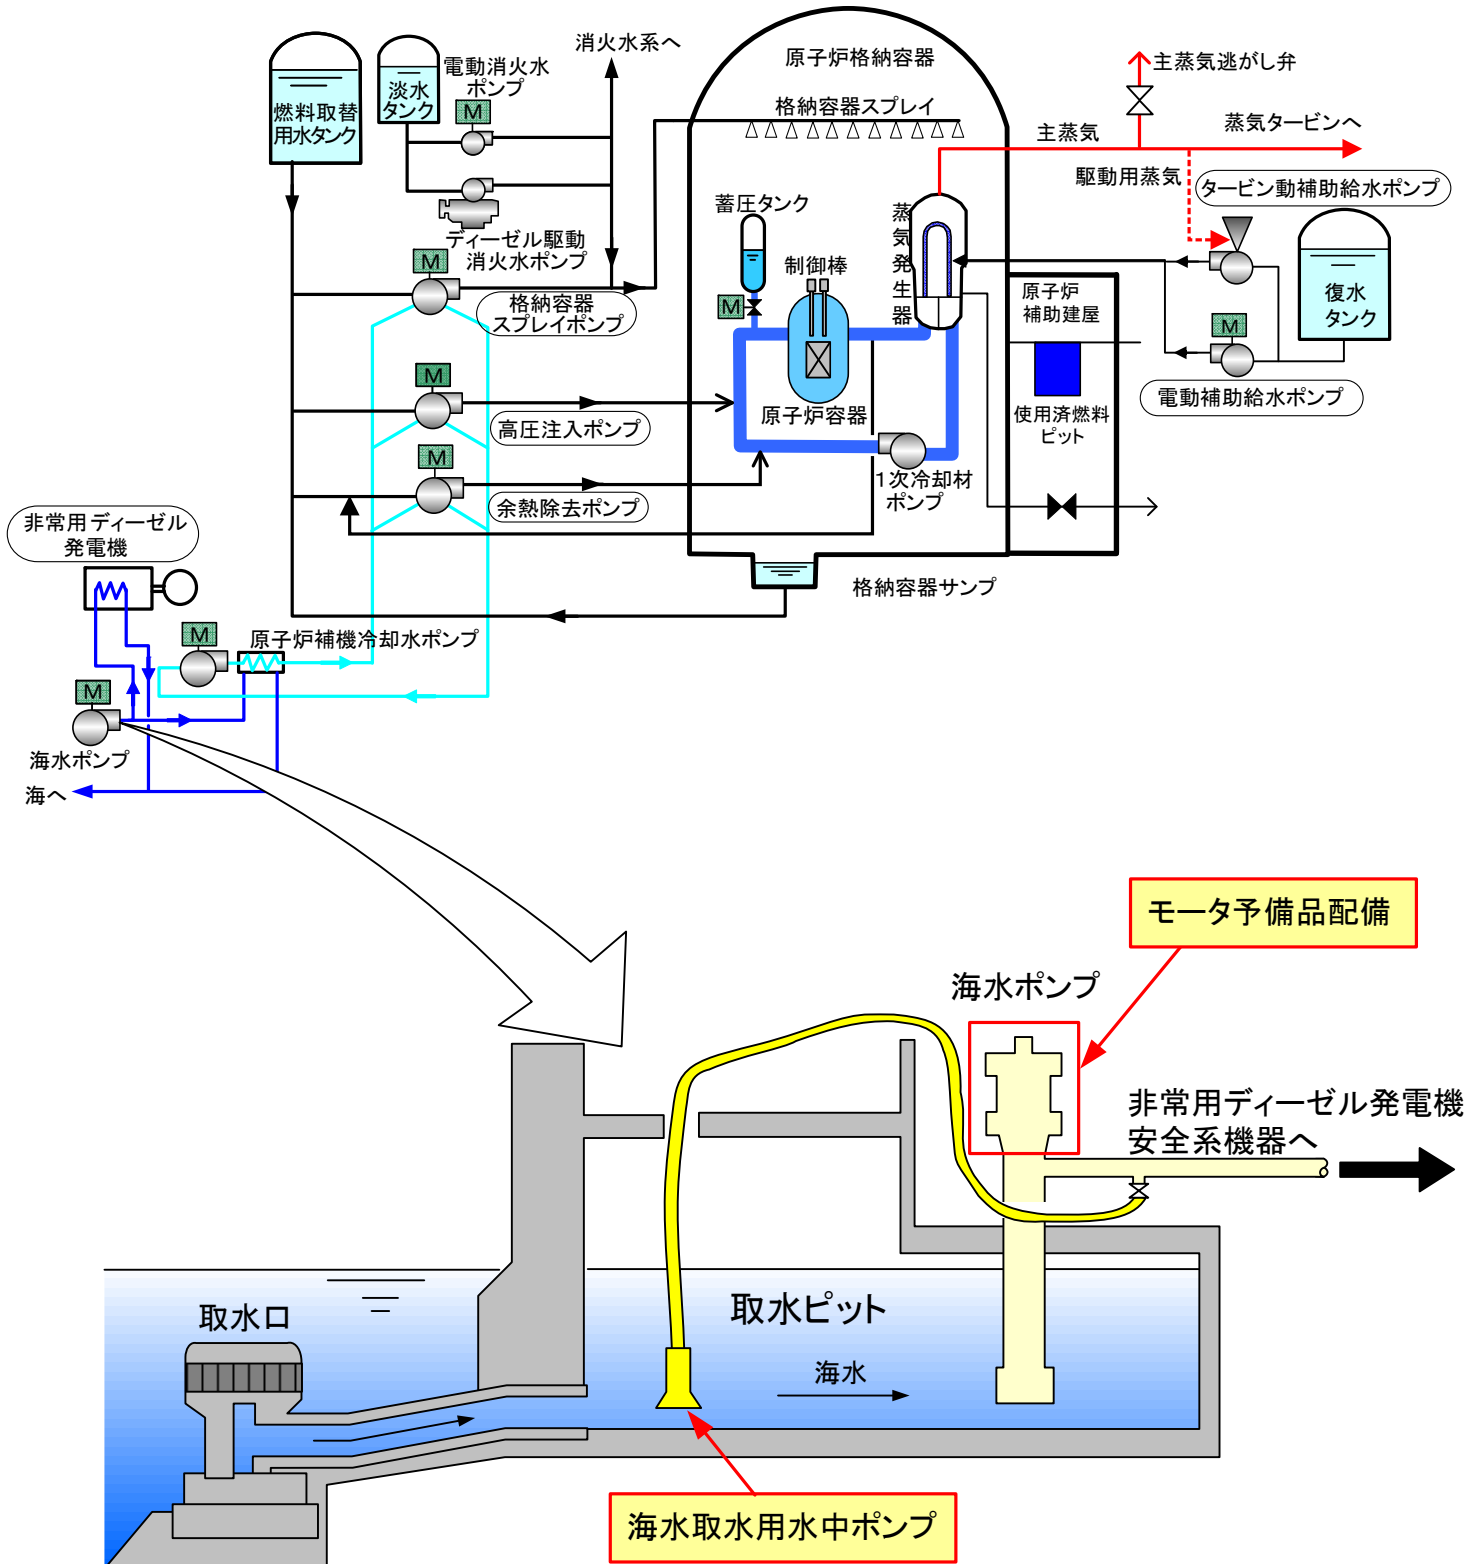 消火水系へ
電動消火水
ポンプ
M
淡水
タンク
燃料取替
用水タンク
原子炉格納容器
格納容器スプレイ
主蒸気逃がし弁
主蒸気
蒸気タービンへ
駆動用蒸気
タービン動補助給水ポンプ
蓄圧タンク
蒸気発生器
ディーゼル駆動
消火水ポンプ
M
格納容器
スプレイポンプ
制御棒
M
原子炉
補助建屋
復水
タンク
M
M
高圧注入ポンプ
原子炉容器
使用済燃料
ピット
電動補助給水ポンプ
M
余熱除去ポンプ
1次冷却材
ポンプ
非常用ディーゼル
発電機
格納容器サンプ
M
原子炉補機冷却水ポンプ
M
海水ポンプ
海へ
モータ予備品配備
海水ポンプ
非常用ディーゼル発電機
安全系機器へ
取水口
取水ピット
海水
海水取水用水中ポンプ